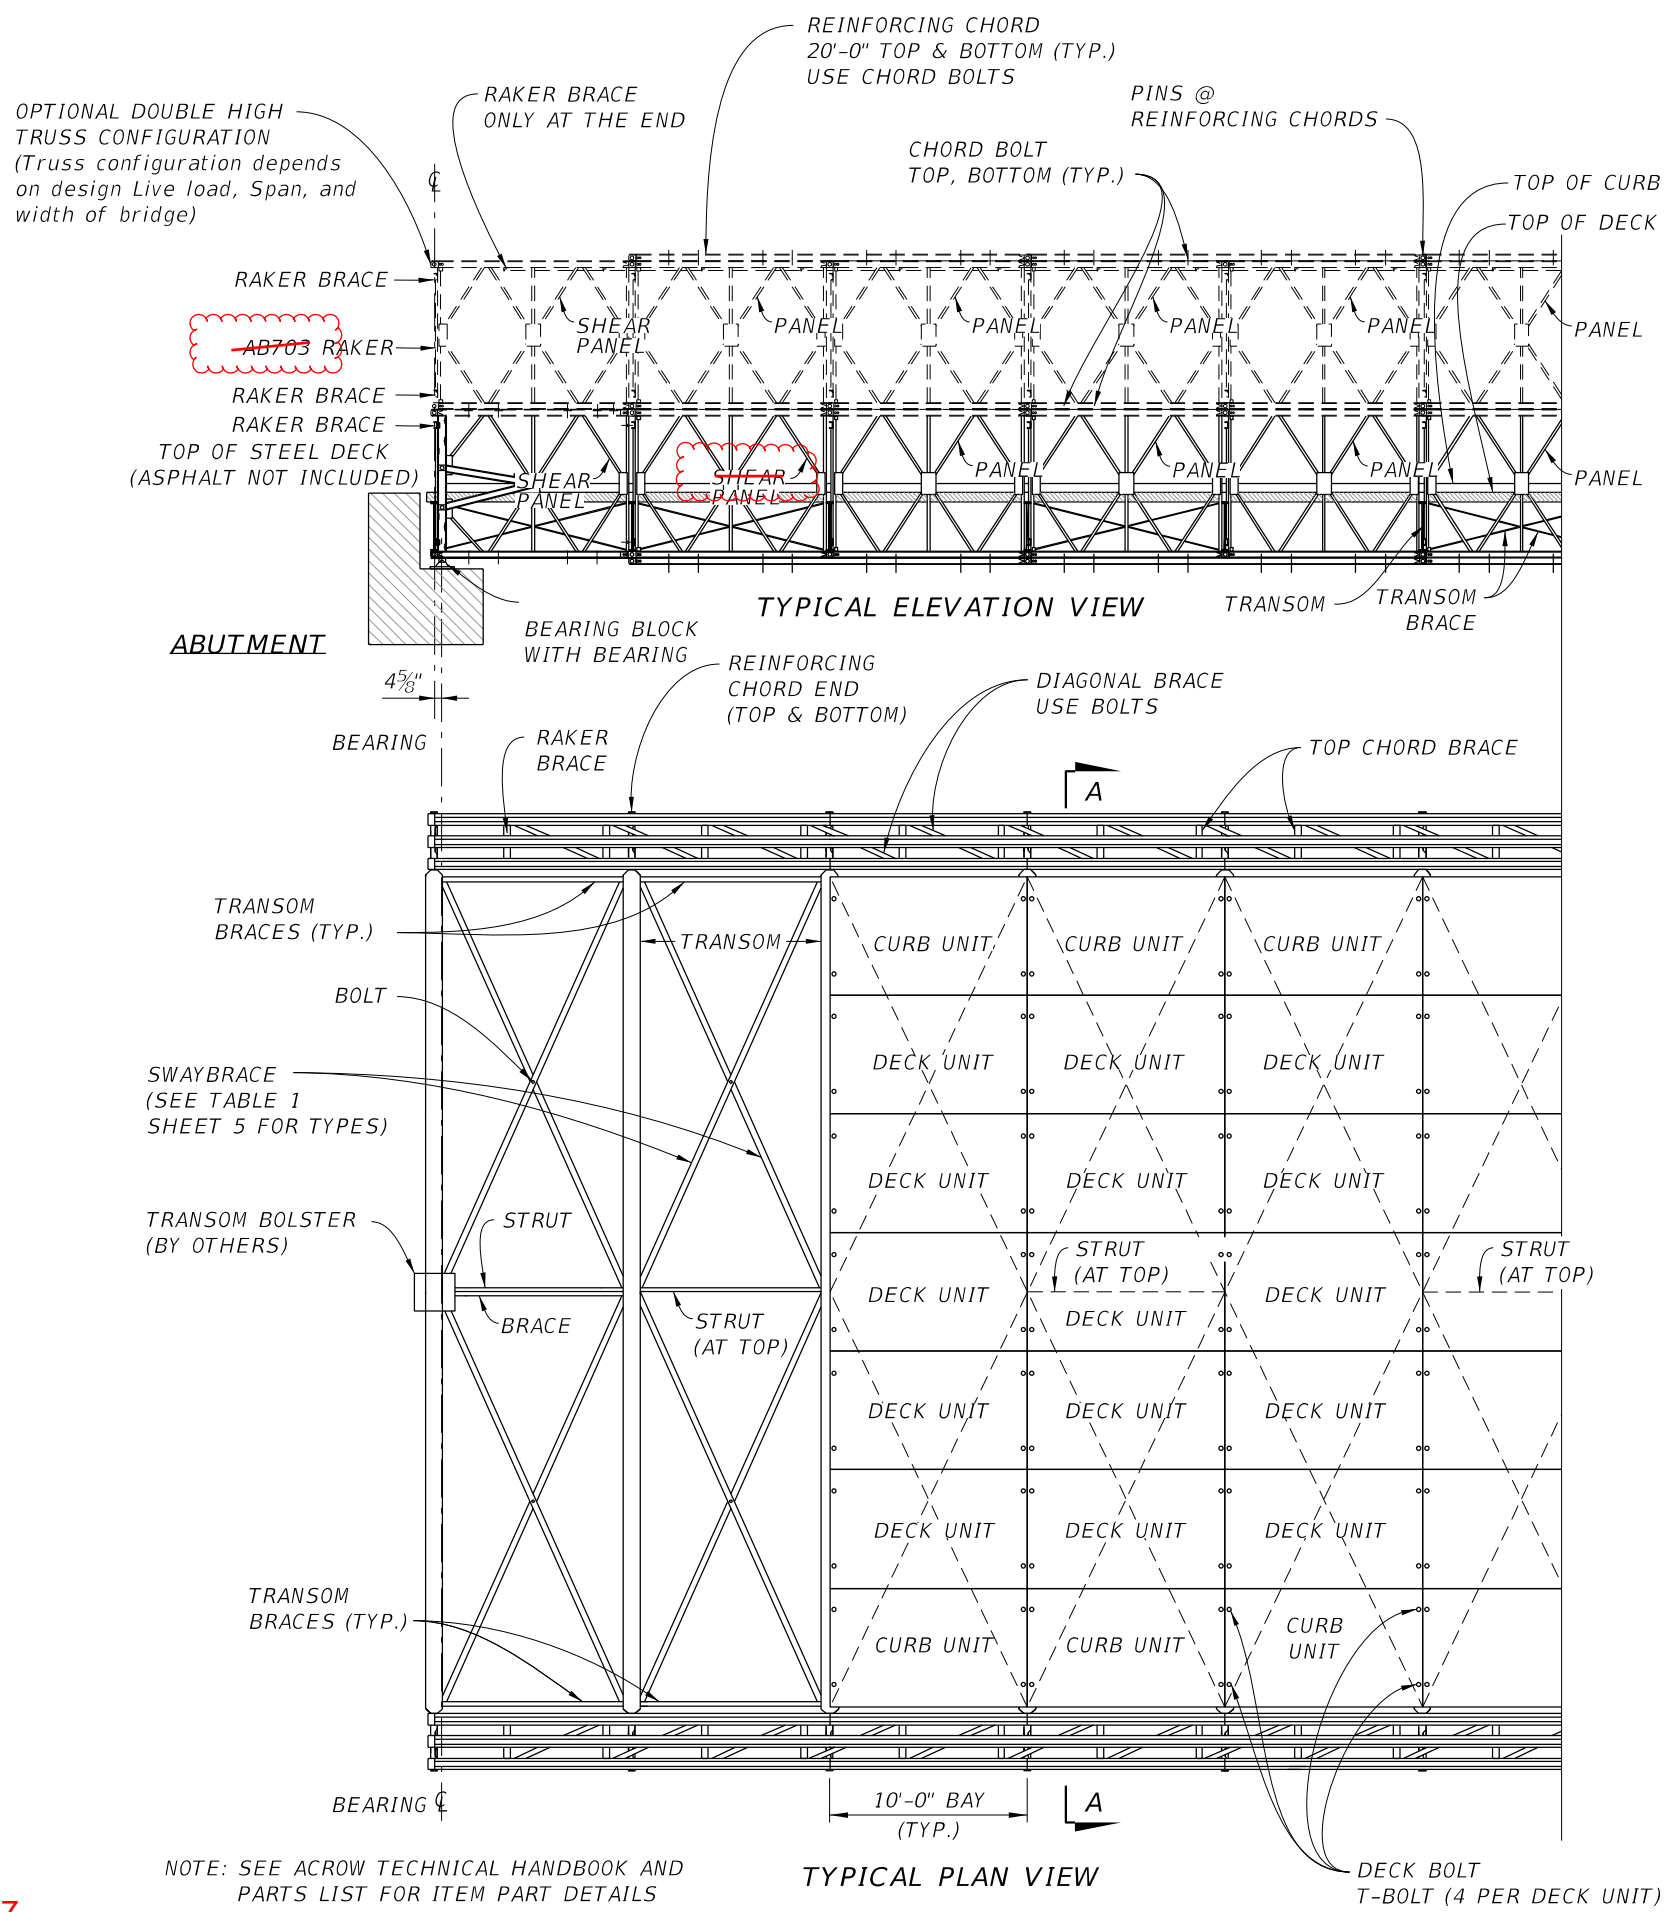 REINFORCING CHORD
20'-0" TOP & BOTTOM (TYP.)
USE CHORD BOLTS
RAKER BRACE
ONLY AT THE END
PINS @
REINFORCING CHORDS
OPTIONAL DOUBLE HIGH
TRUSS CONFIGURATION
(Truss configuration depends
on design Live load, Span, and
width of bridge)
CHORD BOLT
TOP, BOTTOM (TYP.)
℄
TOP OF CURB
TOP OF DECK
RAKER BRACE
AB703 RAKER
SHEAR
PANEL
PANEL
PANEL
PANEL
PANEL
PANEL
RAKER BRACE
RAKER BRACE
TOP OF STEEL DECK
(ASPHALT NOT INCLUDED)
SHEAR
PANEL
SHEAR
PANEL
PANEL
PANEL
PANEL
PANEL
TYPICAL ELEVATION VIEW
TRANSOM
TRANSOM
BRACE
ABUTMENT
BEARING BLOCK
WITH BEARING
4⅝"
REINFORCING
CHORD END
(TOP & BOTTOM)
DIAGONAL BRACE
USE BOLTS
BEARING
RAKER
BRACE
TOP CHORD BRACE
A
TRANSOM
BRACES (TYP.)
TRANSOM
CURB UNIT
CURB UNIT
CURB UNIT
BOLT
SWAYBRACE
(SEE TABLE 1
SHEET 5 FOR TYPES)
DECK UNIT
DECK UNIT
DECK UNIT
DECK UNIT
DECK UNIT
DECK UNIT
TRANSOM BOLSTER
(BY OTHERS)
STRUT
STRUT
(AT TOP)
STRUT
(AT TOP)
DECK UNIT
DECK UNIT
DECK UNIT
BRACE
STRUT
(AT TOP)
DECK UNIT
DECK UNIT
DECK UNIT
DECK UNIT
DECK UNIT
DECK UNIT
TRANSOM
BRACES (TYP.)
CURB UNIT
CURB UNIT
CURB
UNIT
BEARING ℄
10'-0" BAY
(TYP.)
A
NOTE: SEE ACROW TECHNICAL HANDBOOK AND
PARTS LIST FOR ITEM PART DETAILS
TYPICAL PLAN VIEW
DECK BOLT
T-BOLT (4 PER DECK UNIT)